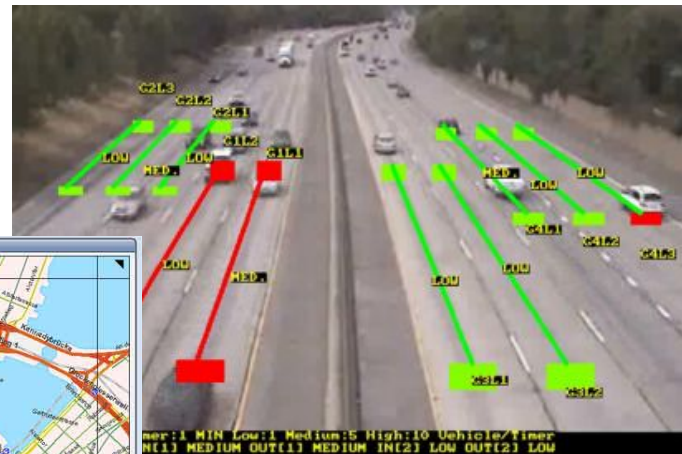 G2L3
G2L2
G2L1
G1L2
G1L1
LOW
MED.
LOW
MED.
LOW
LOW
LOW
MED.
G4L1
G4L2
G4L3
LOW
LOW
G3L1
G3L2
Kennedybrücke
mer:1 MIN Low:1 Medium:5 High:10 Vehicle/Timer
N[1] MEDIUM OUT[1] MEDIUM IN[2] LOW OUT[2] LOW